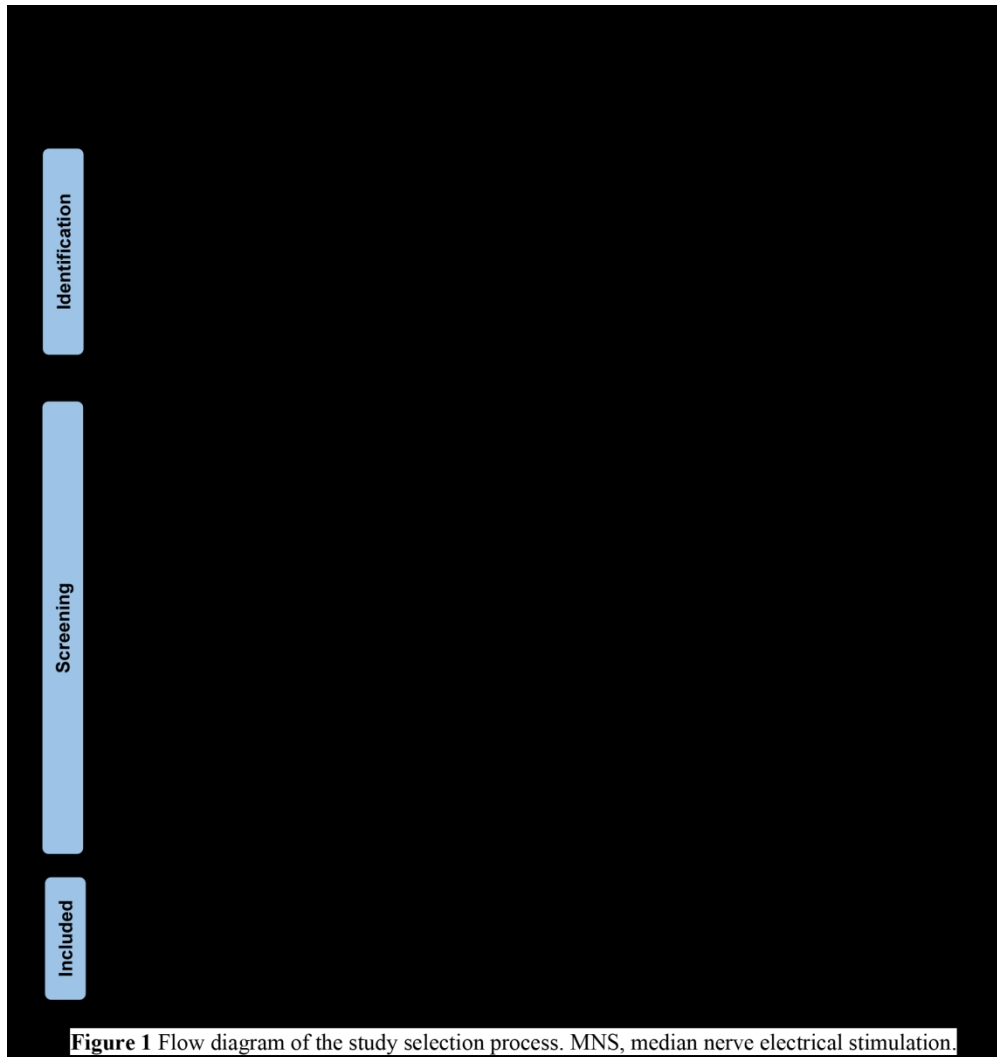 Identification
Screening
Included
Figure 1 Flow diagram of the study selection process. MNS, median nerve electrical stimulation.